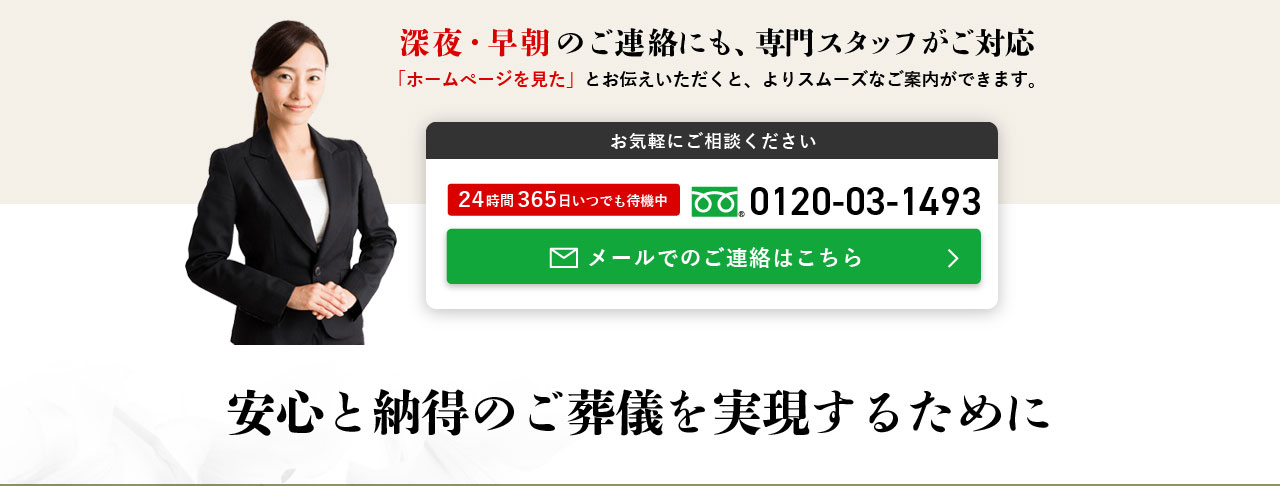 深夜・早朝のご連絡にも、専門スタッフがご対応
「ホームページを見た」とお伝えいただくと、よりスムーズなご案内ができます。
お気軽にご相談ください
24時間365日いつでも待機中
® 0120-03-1493
メールでのご連絡はこちら
安心と納得のご葬儀を実現するために